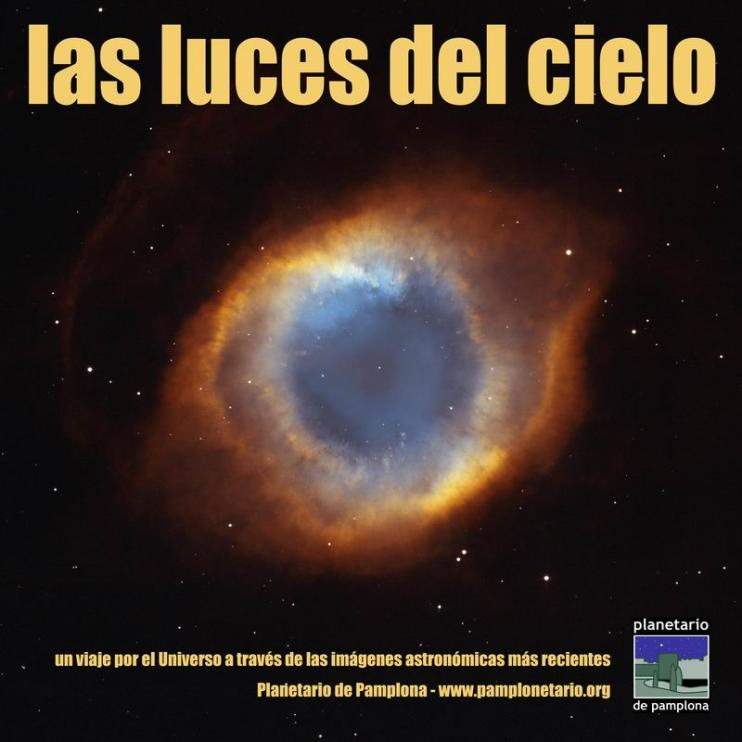 las luces del cielo
un viaje por el Universo a través de las imágenes astronómicas más recientes
Planetario de Pamplona - www.pamplonetario.org
planetario
de pamplona